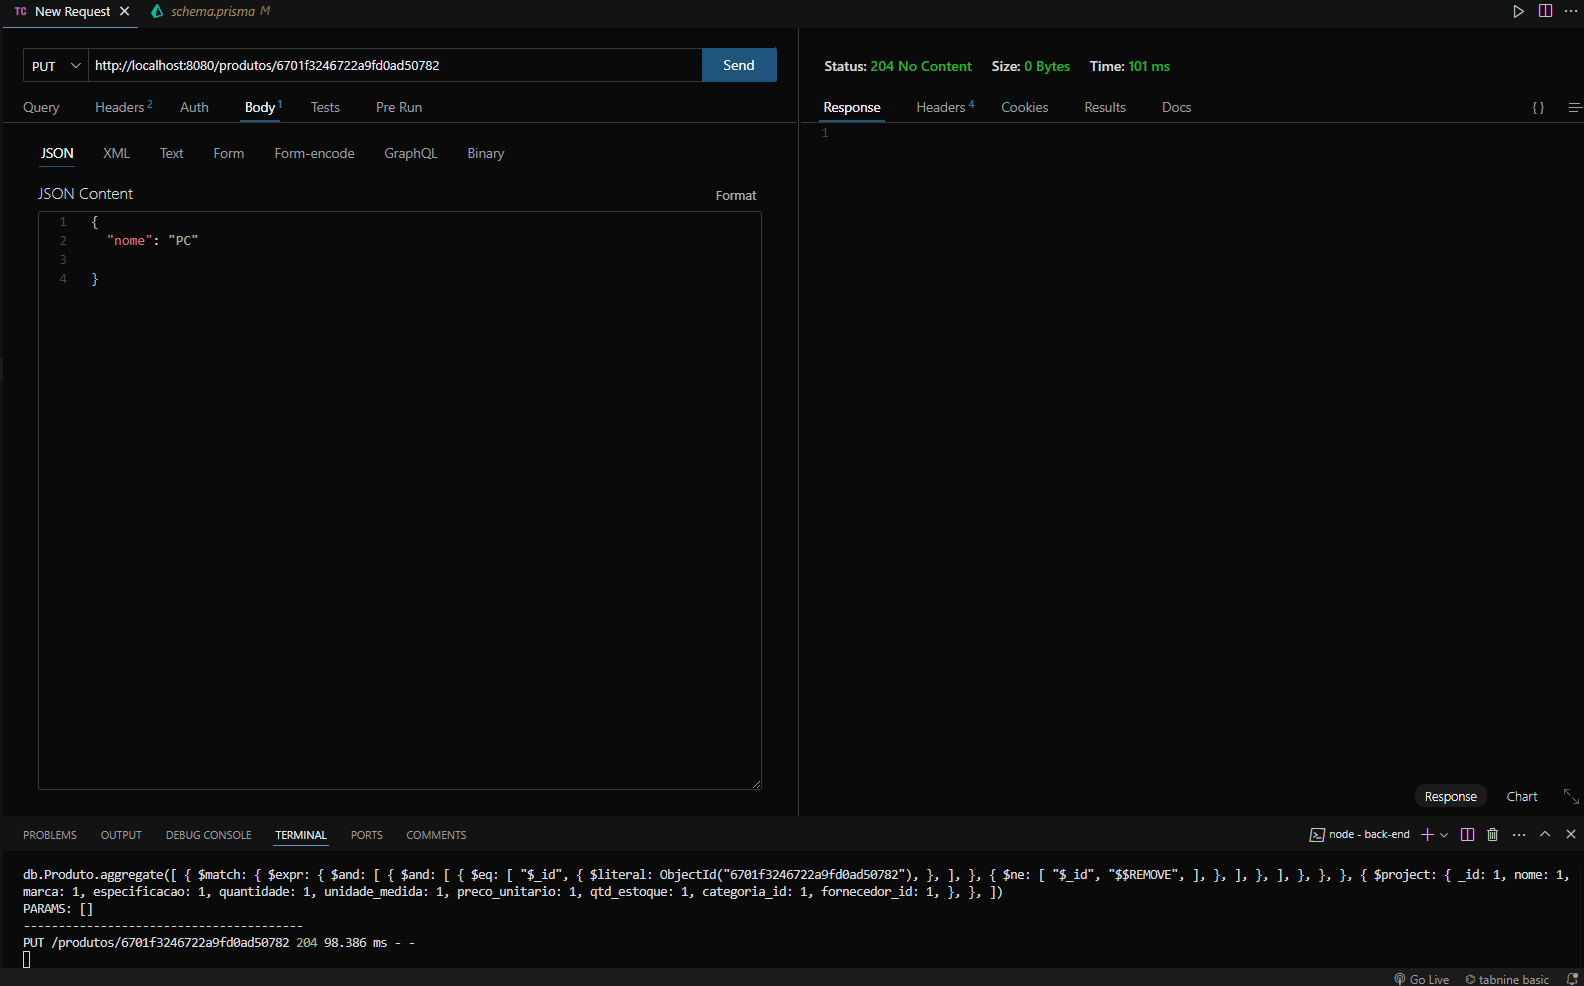 TC New Request
schema.prisma M
PUT http://localhost:8080/produtos/6701f3246722a9fd0ad50782 Send
Query Headers 2 Auth Body 1 Tests Pre Run
JSON XML Text Form Form-encode GraphQL Binary
JSON Content Format
1 {
2 "nome": "PC"
3
4 }
Status: 204 No Content Size: 0 Bytes Time: 101 ms
Response Headers 4 Cookies Results Docs { }
1
Response Chart
PROBLEMS OUTPUT DEBUG CONSOLE TERMINAL PORTS COMMENTS node - back-end
db.Produto.aggregate([ { $match: { $expr: { $and: [ { $and: [ { $eq: [ "$_id", { $literal: ObjectId("6701f3246722a9fd0ad50782"), }, ], }, { $ne: [ "$_id", "$$REMOVE", ], }, ], }, ], }, }, }, { $project: { _id: 1, nome: 1,
marca: 1, especificacao: 1, quantidade: 1, unidade_medida: 1, preco_unitario: 1, qtd_estoque: 1, categoria_id: 1, fornecedor_id: 1, }, }, ])
PARAMS: []
----------------------------------------
PUT /produtos/6701f3246722a9fd0ad50782 204 98.386 ms - -
Go Live tabnine basic